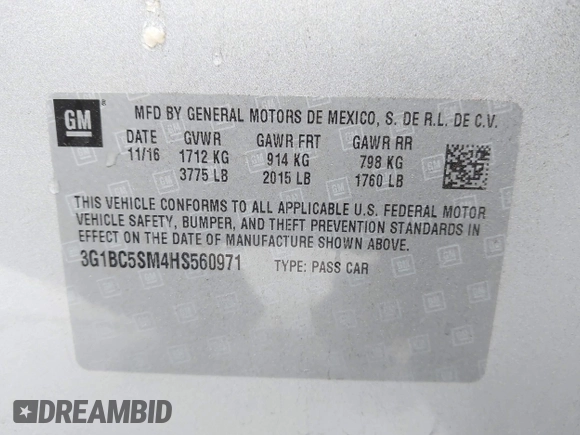 GM
MFD BY GENERAL MOTORS DE MEXICO, S. DE R.L. DE C.V.
DATE GVWR GAWR FRT GAWR RR
11/16 1712 KG 914 KG 798 KG
3775 LB 2015 LB 1760 LB
THIS VEHICLE CONFORMS TO ALL APPLICABLE U.S. FEDERAL MOTOR
VEHICLE SAFETY, BUMPER, AND THEFT PREVENTION STANDARDS IN
EFFECT ON THE DATE OF MANUFACTURE SHOWN ABOVE.
3G1BC5SM4HS560971 TYPE: PASS CAR
DREAMBID